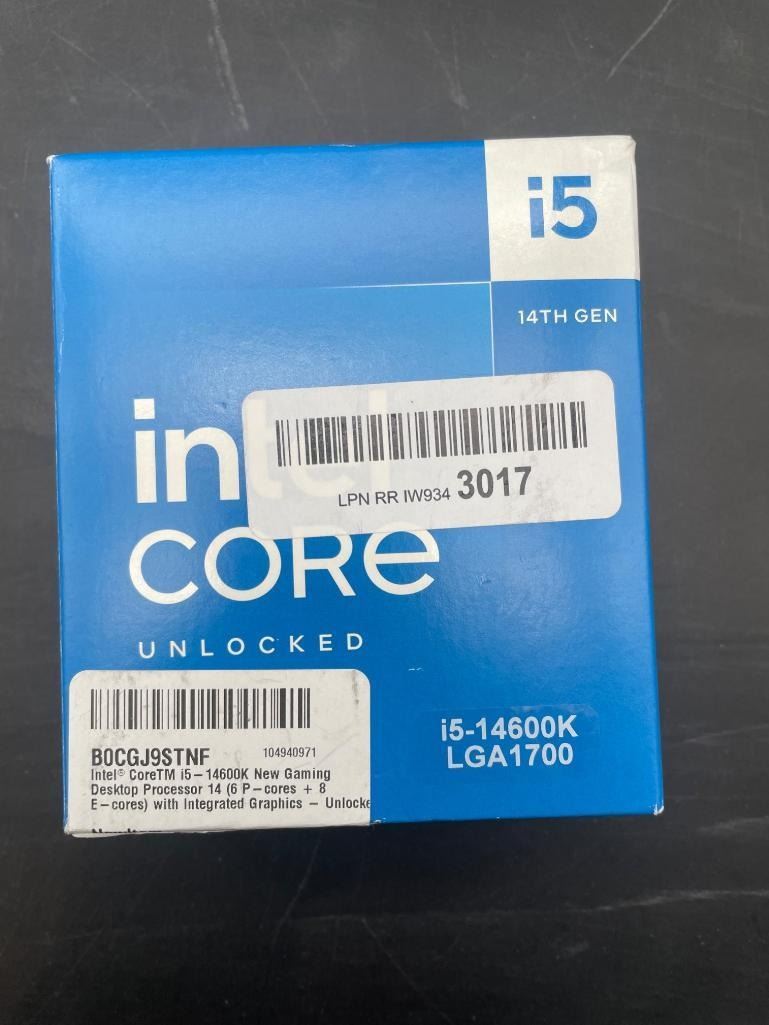 i5
14TH GEN
intel
LPN RR IW934 3017
CORE
UNLOCKED
B0CGJ9STNF 104940971
Intel® CoreTM i5-14600K New Gaming
Desktop Processor 14 (6 P-cores + 8
E-cores) with Integrated Graphics - Unlocke
i5-14600K
LGA1700